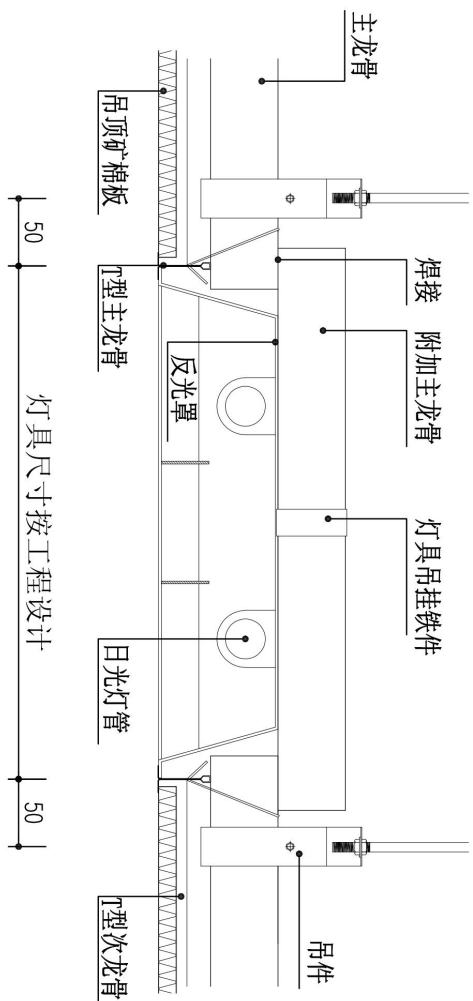 主龙骨
焊接
附加主龙骨
灯具吊挂铁件
吊件
吊顶矿棉板
T型主龙骨
反光罩
日光灯管
T型次龙骨
50
灯具尺寸按工程设计
50